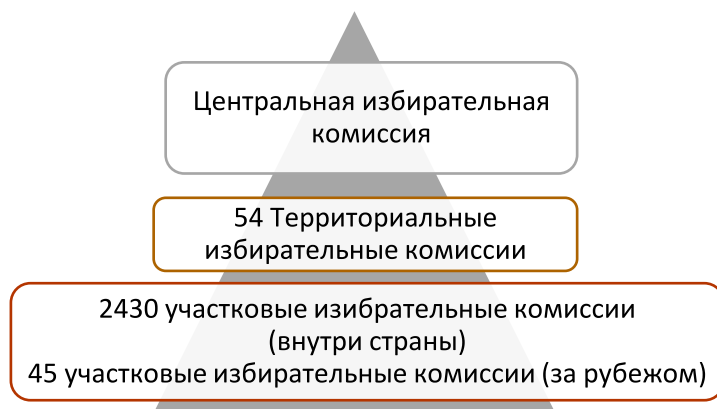 Центральная избирательная
комиссия
54 Территориальные
избирательные комиссии
2430 участковые изибрательные комиссии
(внутри страны)
45 участковые избирательные комиссии (за рубежом)